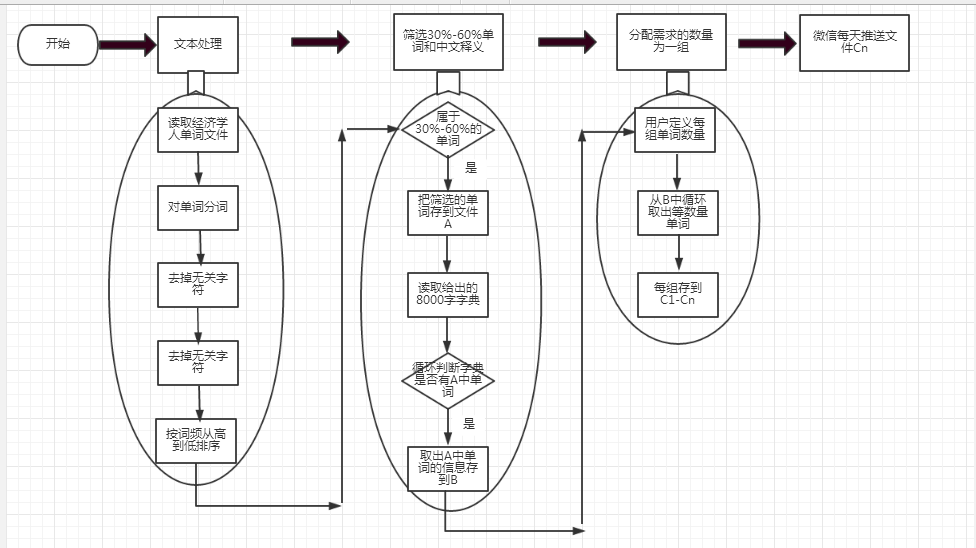 开始
文本处理
筛选30%-60%单
词和中文释义
分配需求的数量
为一组
微信每天推送文
件Cn
读取经济学
人单词文件
对单词分词
去掉无关字
符
去掉无关字
符
按词频从高
到低排序
属于
30%-60%的
单词
是
把筛选的单
词存到文件
A
读取给出的
8000字字典
循环判断字典
是否有A中单
词
是
取出A中单
词的信息存
到B
用户定义每
组单词数量
从B中循环
取出等数量
单词
每组存到
C1-Cn